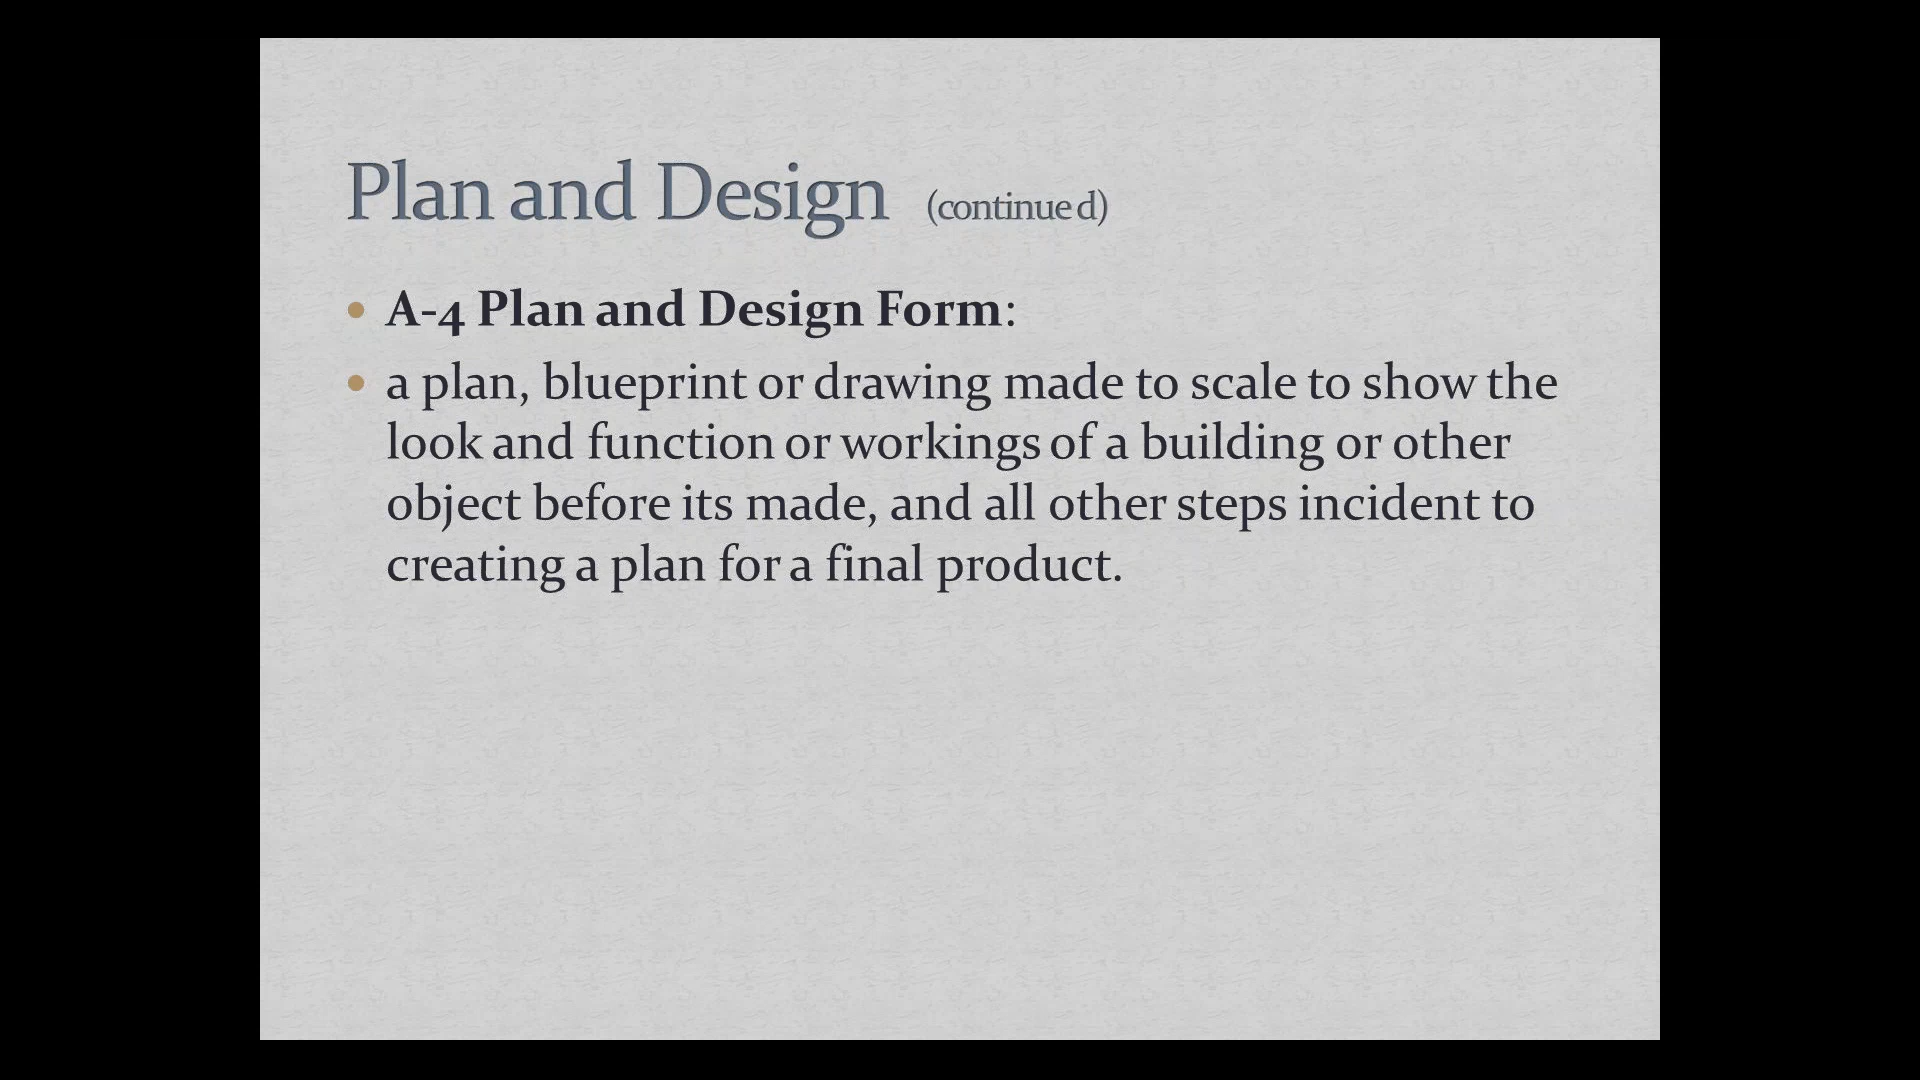 Plan and Design (continued)
• A-4 Plan and Design Form:
• a plan, blueprint or drawing made to scale to show the
look and function or workings of a building or other
object before its made, and all other steps incident to
creating a plan for a final product.